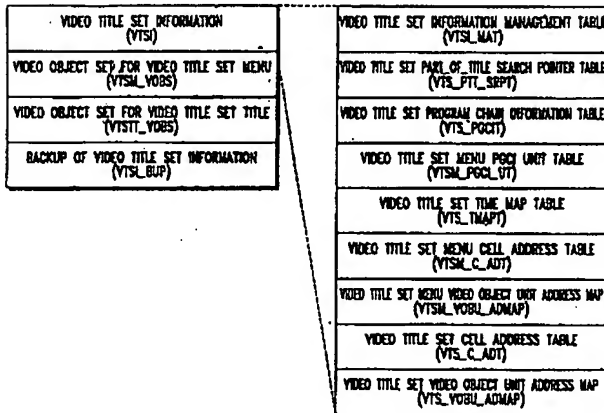 VIDEO TITLE SET INFORMATION
(VTSI)
VIDEO OBJECT SET FOR VIDEO TITLE SET MENU
(VTSM_VOBS)
VIDEO OBJECT SET FOR VIDEO TITLE SET TITLE
(VTSTT_VOBS)
BACKUP OF VIDEO TITLE SET INFORMATION
(VTSI_BUP)
VIDEO TITLE SET INFORMATION MANAGEMENT TABLE
(VTSI_MAT)
VIDEO TITLE SET PART_OF_TITLE SEARCH POINTER TABLE
(VTS_PTT_SRPT)
VIDEO TITLE SET PROGRAM CHAIN INFORMATION TABLE
(VTS_PGCIT)
VIDEO TITLE SET MENU PGCI UNIT TABLE
(VTSM_PGCI_UT)
VIDEO TITLE SET TIME MAP TABLE
(VTS_TMAPT)
VIDEO TITLE SET MENU CELL ADDRESS TABLE
(VTSM_C_ADT)
VIDEO TITLE SET MENU VIDEO OBJECT UNIT ADDRESS MAP
(VTSM_VOBU_ADMAP)
VIDEO TITLE SET CELL ADDRESS TABLE
(VTS_C_ADT)
VIDEO TITLE SET VIDEO OBJECT UNIT ADDRESS MAP
(VTS_VOBU_ADMAP)